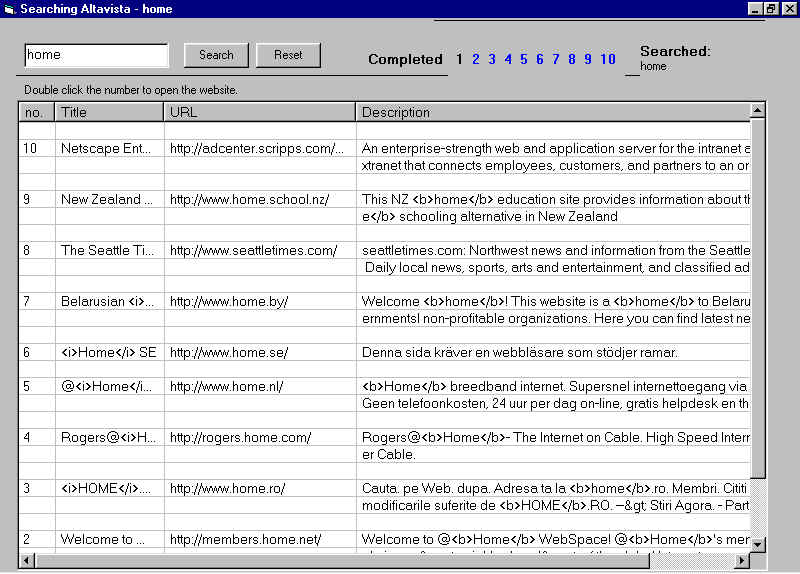 Searching Altavista - home
home
Search
Reset
Completed 1 2 3 4 5 6 7 8 9 10
Searched:
home
Double click the number to open the website.
no. Title URL Description
10 Netscape Ent... http://adcenter.scripps.com/... An enterprise-strength web and application server for the intranet a
xtranet that connects employees, customers, and partners to an or
9 New Zealand ... http://www.home.school.nz/ This NZ <b>home</b> education site provides information about th
e</b> schooling alternative in New Zealand
8 The Seattle Ti... http://www.seattletimes.com/ seattletimes.com: Northwest news and information from the Seattle
Daily local news, sports, arts and entertainment, and classified ad
7 Belarusian <i>... http://www.home.by/ Welcome <b>home</b>! This website is a <b>home</b> to Belaru
ernmentsl non-profitable organizations. Here you can find latest ne
6 <i>Home</i> SE http://www.home.se/ Denna sida kräver en webbläsare som stödjer ramar.
5 @<i>Home</i... http://www.home.nl/ <b>Home</b> breedband internet. Supersnel internettoegang via
Geen telefoonkosten, 24 uur per dag on-line, gratis helpdesk en th
4 Rogers@<i>H... http://rogers.home.com/ Rogers@<b>Home</b>- The Internet on Cable. High Speed Intern
er Cable.
3 <i>HOME</i>.... http://www.home.ro/ Cauta. pe Web. dupa. Adresa ta la <b>home</b>.ro. Membri. Cititi
modificarile suferite de <b>HOME</b>.RO. --&gt; Stiri Agora. - Part
2 Welcome to ... http://members.home.net/ Welcome to @<b>Home</b> WebSpace! @<b>Home</b>'s mem